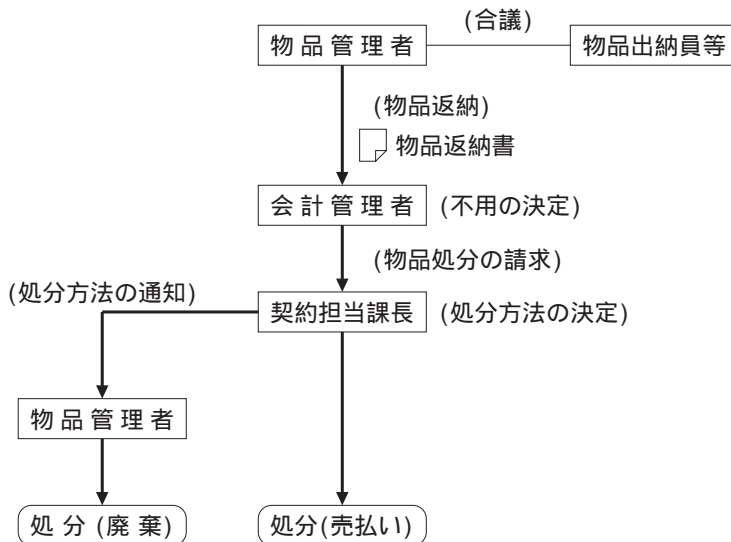 (合議)
物品管理者
物品出納員等
(物品返納)
物品返納書
会計管理者
(不用の決定)
(物品処分の請求)
(処分方法の通知)
契約担当課長
(処分方法の決定)
物品管理者
処分(廃棄)
処分(売払い)